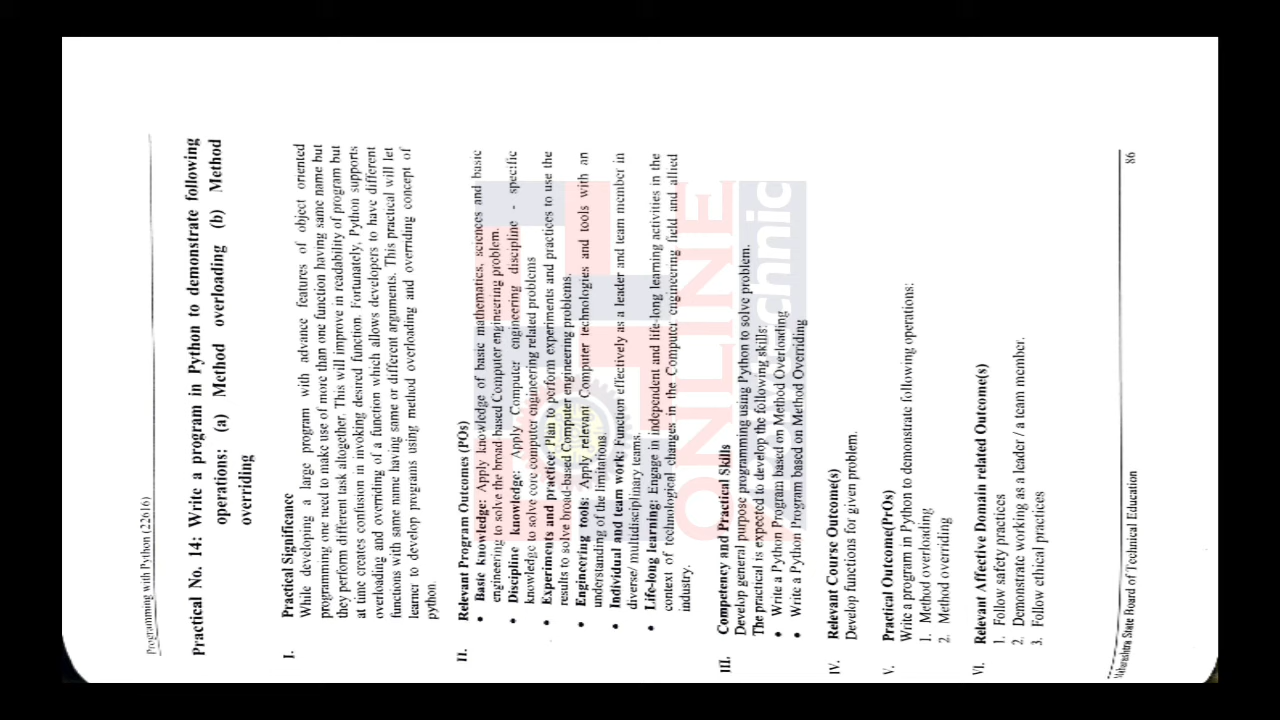 Programming with Python (22616)
Practical No. 14: Write a program in Python to demonstrate following
operations: (a) Method overloading (b) Method
overriding
I. Practical Significance
While developing a large program with advance features of object oriented
programming one need to make use of more than one function having same name but
they perform different task altogether. This will improve in readability of program but
at time creates confusion in invoking desired function. Fortunately, Python supports
overloading and overriding of a function which allows developers to have different
functions with same name having same or different arguments. This practical will let
learner to develop programs using method overloading and overriding concept of
python.
II. Relevant Program Outcomes (POs)
• Basic knowledge: Apply knowledge of basic mathematics, sciences and basic
engineering to solve the broad-based Computer engineering problem.
• Discipline knowledge: Apply Computer engineering discipline - specific
knowledge to solve core computer engineering related problems
• Experiments and practice: Plan to perform experiments and practices to use the
results to solve broad-based Computer engineering problems.
• Engineering tools: Apply relevant Computer technologies and tools with an
understanding of the limitations.
• Individual and team work: Function effectively as a leader and team member in
diverse/ multidisciplinary teams.
• Life-long learning: Engage in independent and life-long learning activities in the
context of technological changes in the Computer engineering field and allied
industry.
III. Competency and Practical Skills
Develop general purpose programming using Python to solve problem.
The practical is expected to develop the following skills:
• Write a Python Program based on Method Overloading
• Write a Python Program based on Method Overriding
IV. Relevant Course Outcome(s)
Develop functions for given problem.
V. Practical Outcome(PrOs)
Write a program in Python to demonstrate following operations:
1. Method overloading
2. Method overriding
VI. Relevant Affective Domain related Outcome(s)
1. Follow safety practices
2. Demonstrate working as a leader / a team member.
3. Follow ethical practices
Maharashtra State Board of Technical Education
86
ONLINE